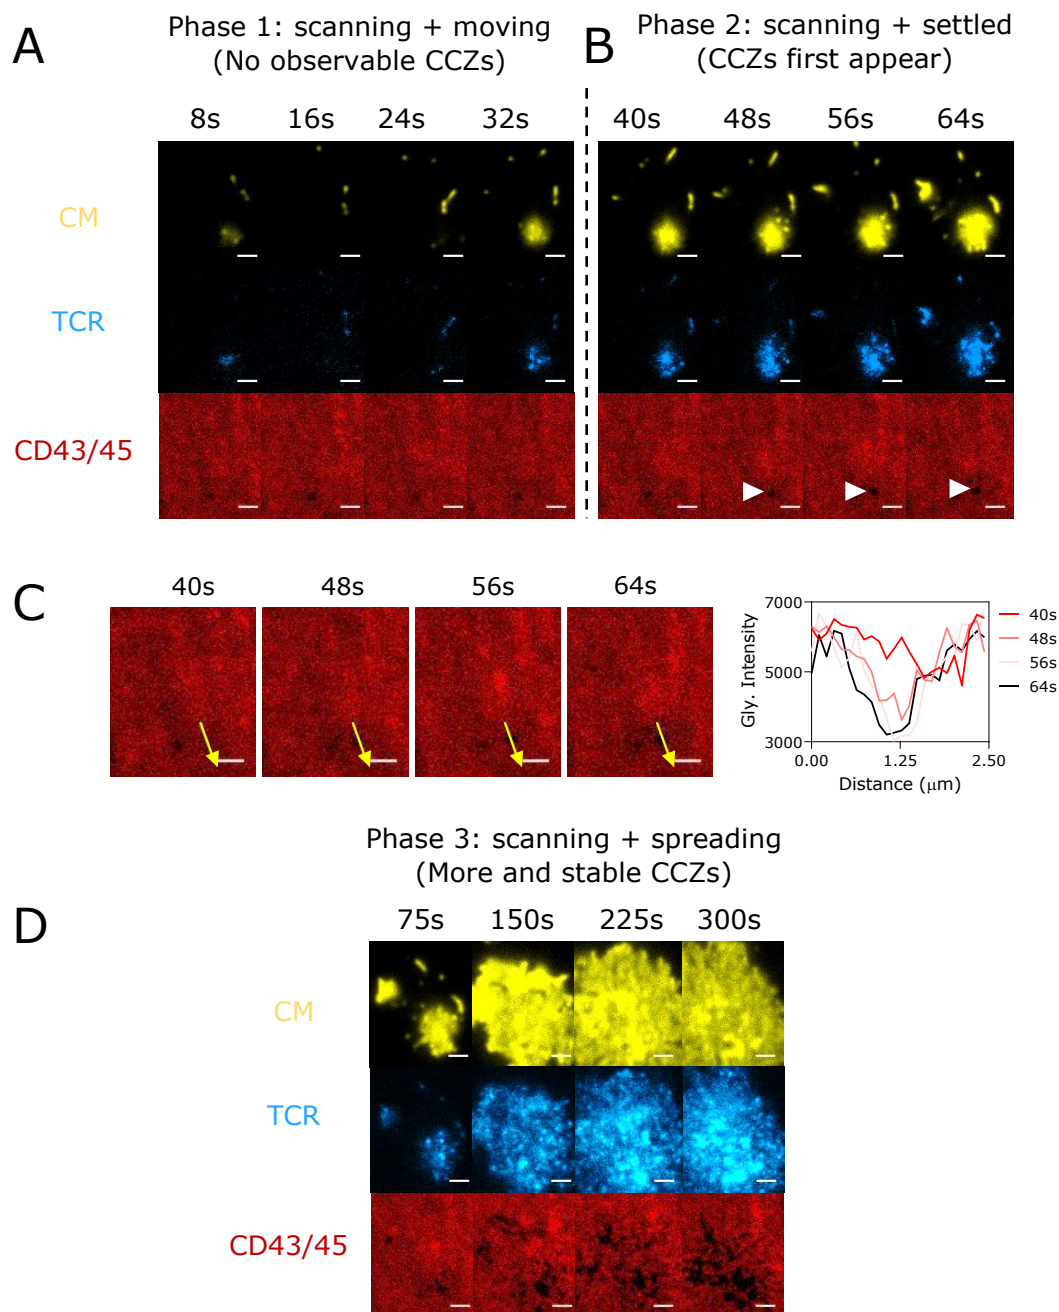 A
Phase 1: scanning + moving
(No observable CCZs)
B
Phase 2: scanning + settled
(CCZs first appear)
8s 16s 24s 32s
40s 48s 56s 64s
CM
TCR
CD43/45
C
40s 48s 56s 64s
Gly. Intensity
7000
5000
3000
0.00 1.25 2.50
Distance (μm)
40s
48s
56s
64s
Phase 3: scanning + spreading
(More and stable CCZs)
D
75s 150s 225s 300s
CM
TCR
CD43/45